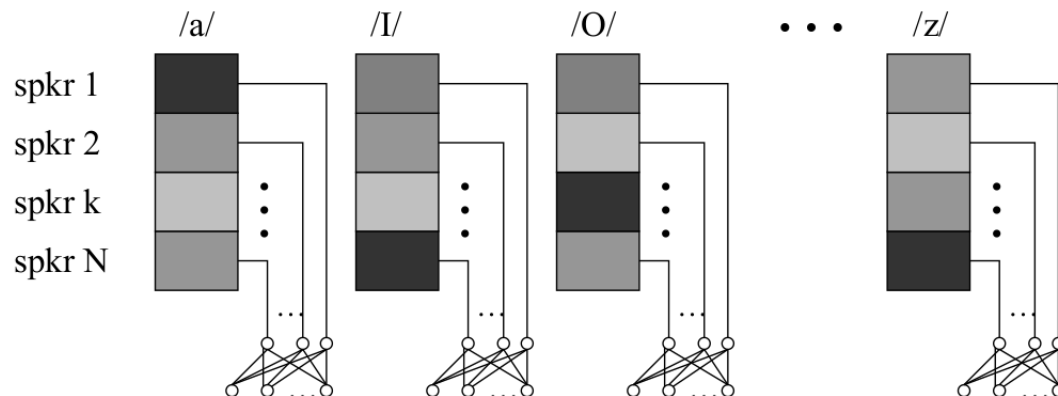 /a/ /I/ /O/ • • • /z/
spkr 1
spkr 2
spkr k
spkr N
... ... ... ...
... ... ... ...